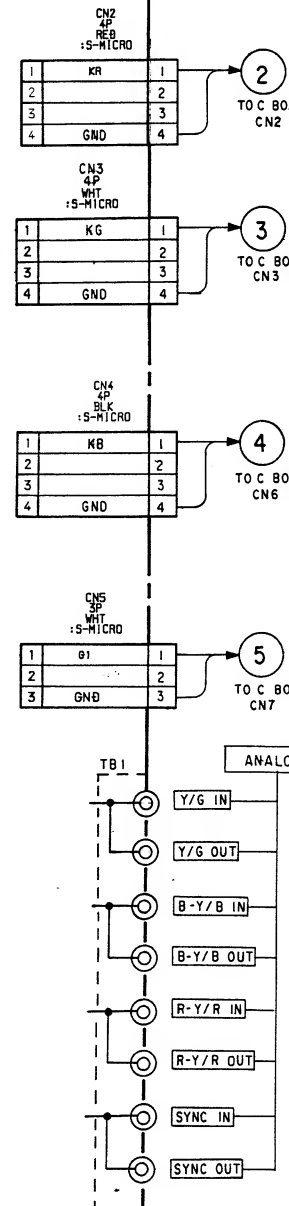 CN2
4P
RED
:S-MICRO
1 KR 1
2 2
3 3
4 GND 4
2
TO C BO
CN2
CN3
4P
WHT
:S-MICRO
1 KG 1
2 2
3 3
4 GND 4
3
TO C BO
CN3
CN4
4P
BLK
:S-MICRO
1 KB 1
2 2
3 3
4 GND 4
4
TO C BO
CN6
CN5
3P
WHT
:S-MICRO
1 G1 1
2 2
3 GND 3
5
TO C BO
CN7
TB1
ANALO
Y/G IN
Y/G OUT
B-Y/B IN
B-Y/B OUT
R-Y/R IN
R-Y/R OUT
SYNC IN
SYNC OUT